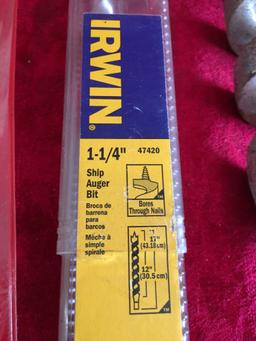 IRWIN®
1-1/4" 47420
Ship
Auger
Bit
Broca de
barrena
para
barcos
Mèche à
simple
spirale
Bores
Through Nails
17"
(43.18cm)
12"
(30.5cm)